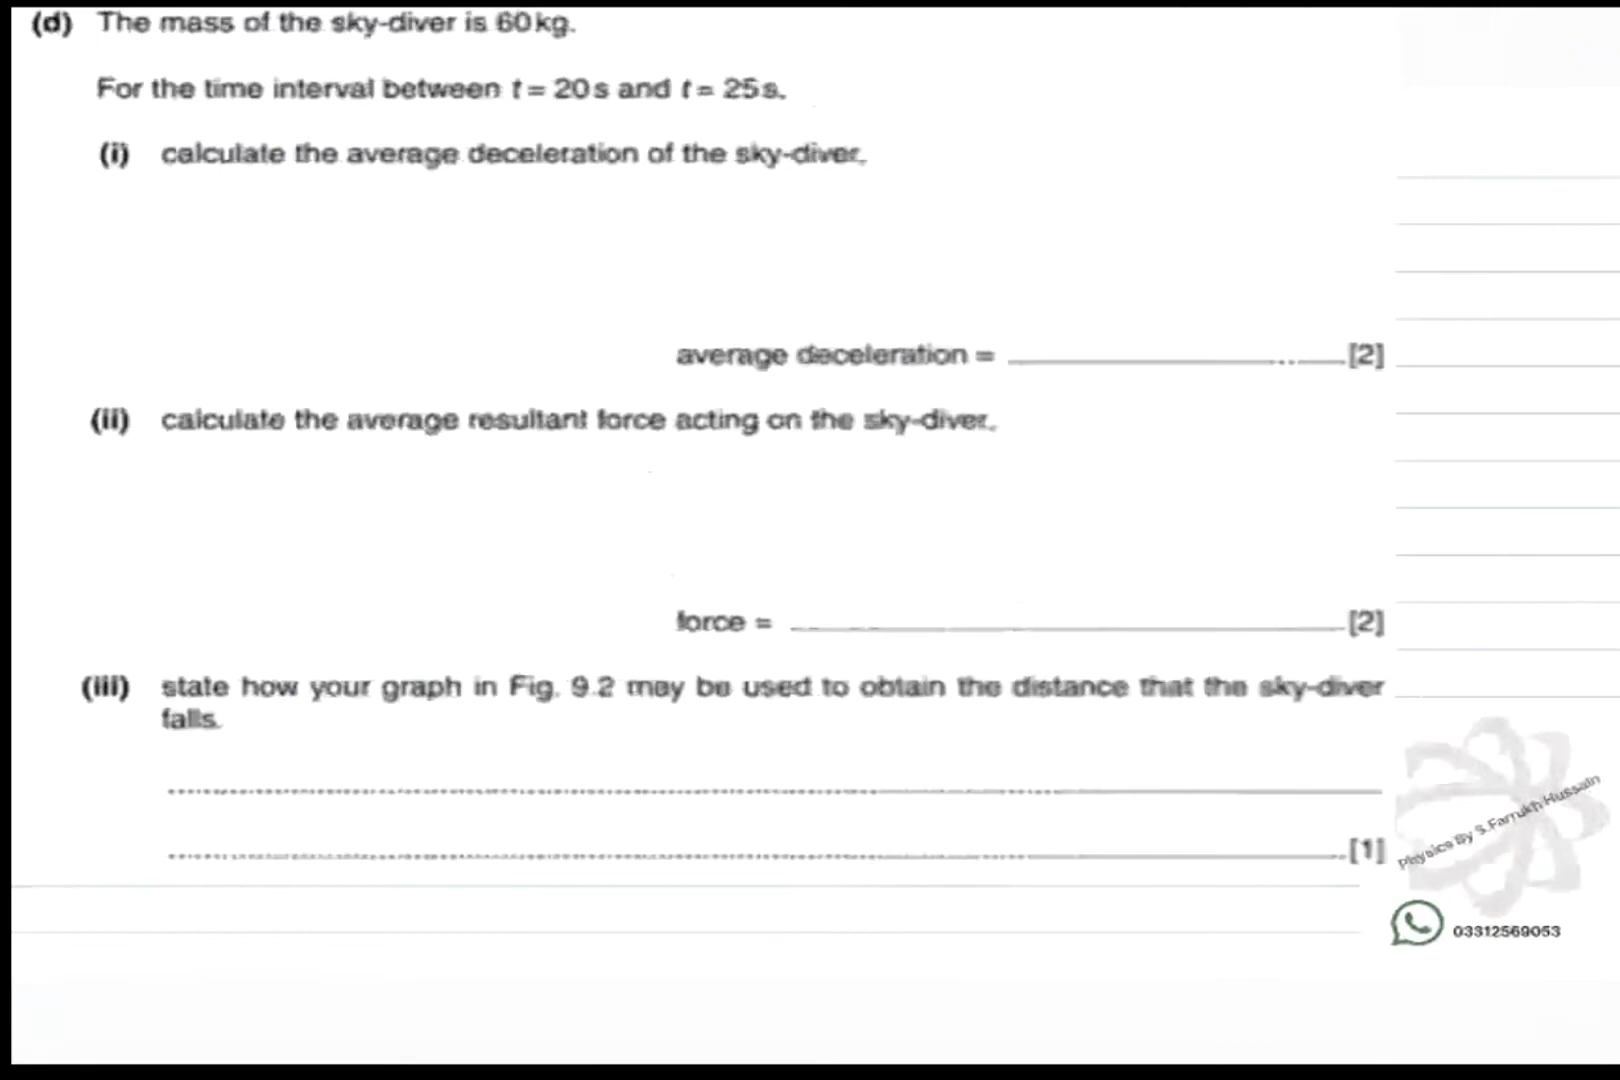 (d) The mass of the sky-diver is 60 kg.
For the time interval between t = 20 s and t = 25 s.
(i) calculate the average deceleration of the sky-diver.
average deceleration = [2]
(ii) calculate the average resultant force acting on the sky-diver.
force = [2]
(iii) state how your graph in Fig. 9.2 may be used to obtain the distance that the sky-diver
falls.
[1]
Physics By S.Farrukh Hussain
03312569053